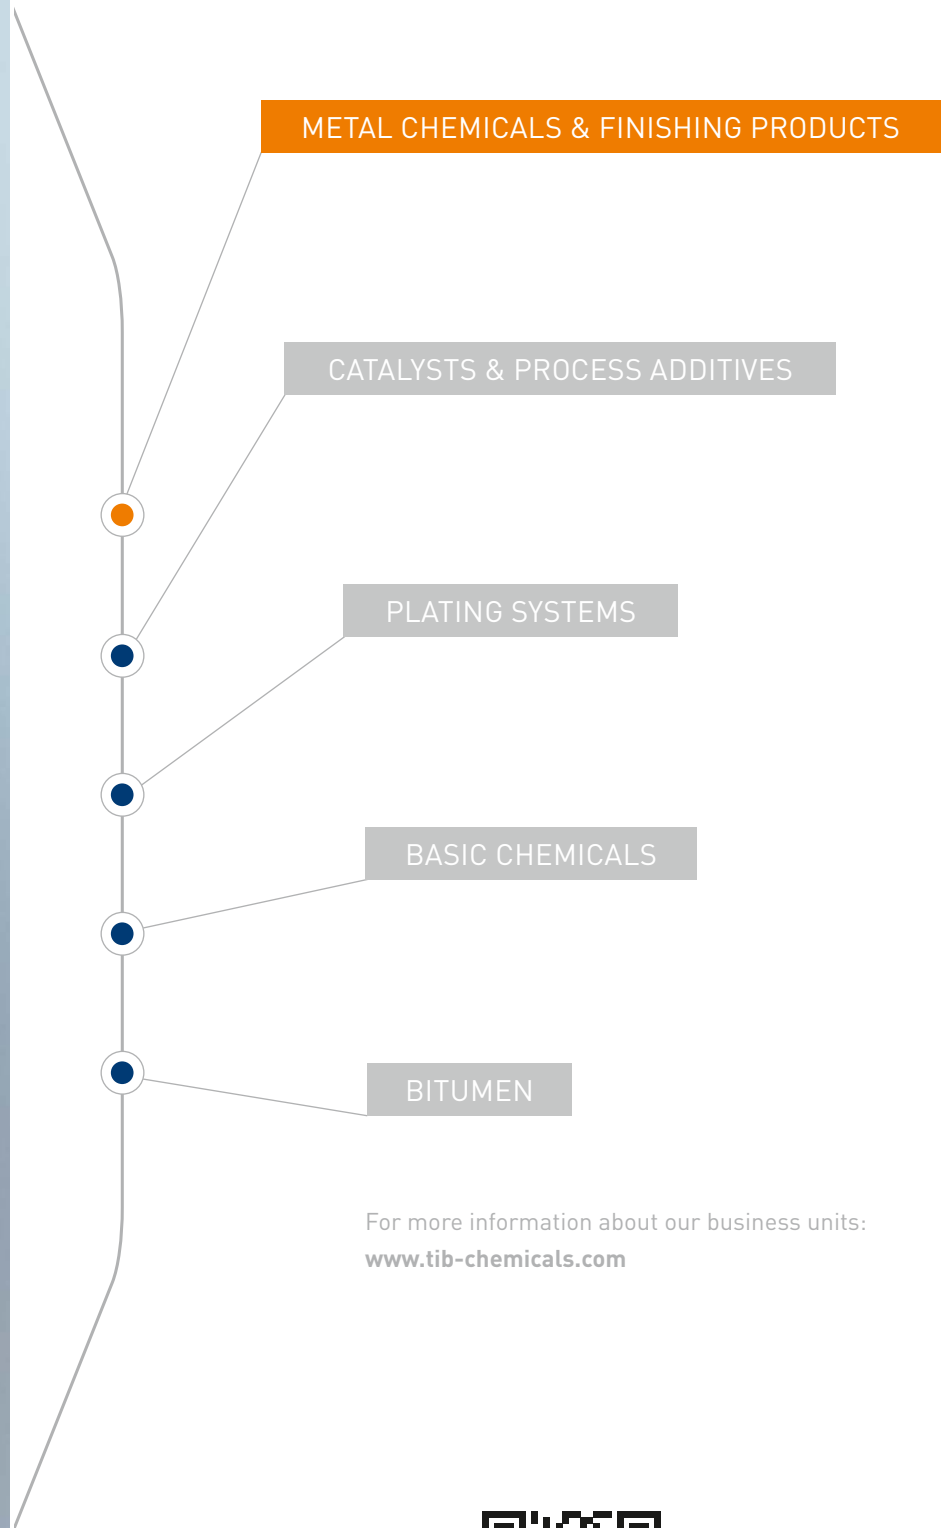 METAL CHEMICALS & FINISHING PRODUCTS
CATALYSTS & PROCESS ADDITIVES
PLATING SYSTEMS
BASIC CHEMICALS
BITUMEN
For more information about our business units:
www.tib-chemicals.com